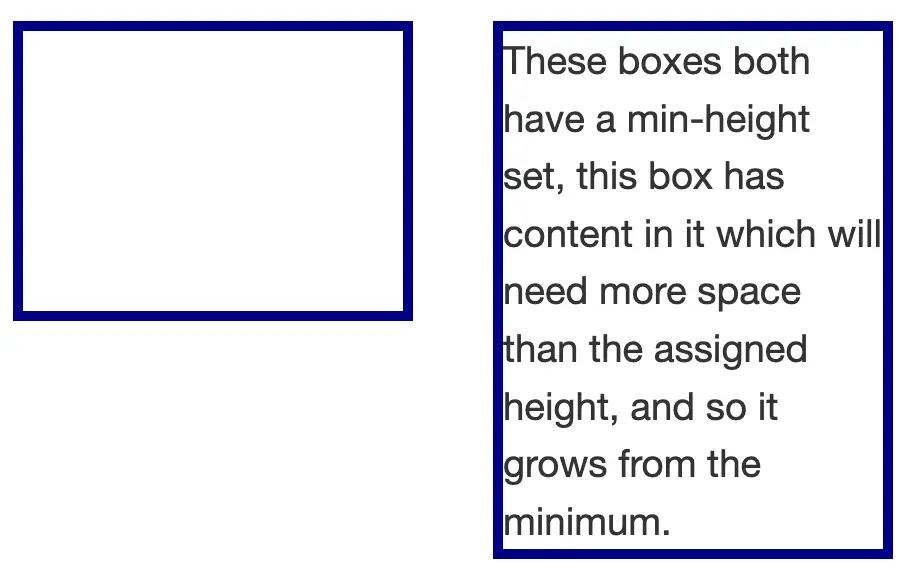 These boxes both
have a min-height
set, this box has
content in it which will
need more space
than the assigned
height, and so it
grows from the
minimum.